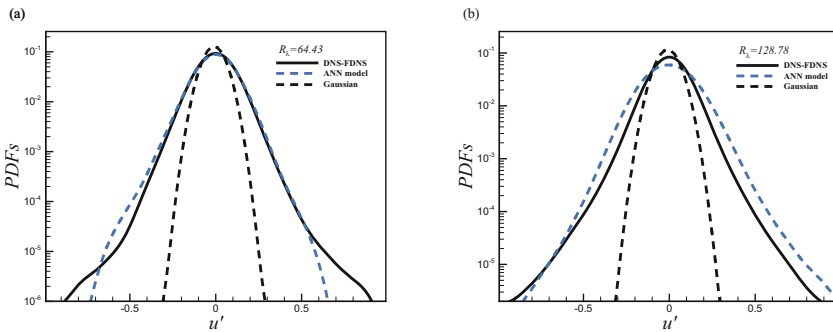 (a)
(b)
R_λ=64.43
DNS-FDNS
ANN model
Gaussian
PDFs
10^-1
10^-2
10^-3
10^-4
10^-5
10^-6
-0.5
0
0.5
u'
R_λ=128.78
DNS-FDNS
ANN model
Gaussian
PDFs
10^-1
10^-2
10^-3
10^-4
10^-5
-0.5
0
0.5
u'